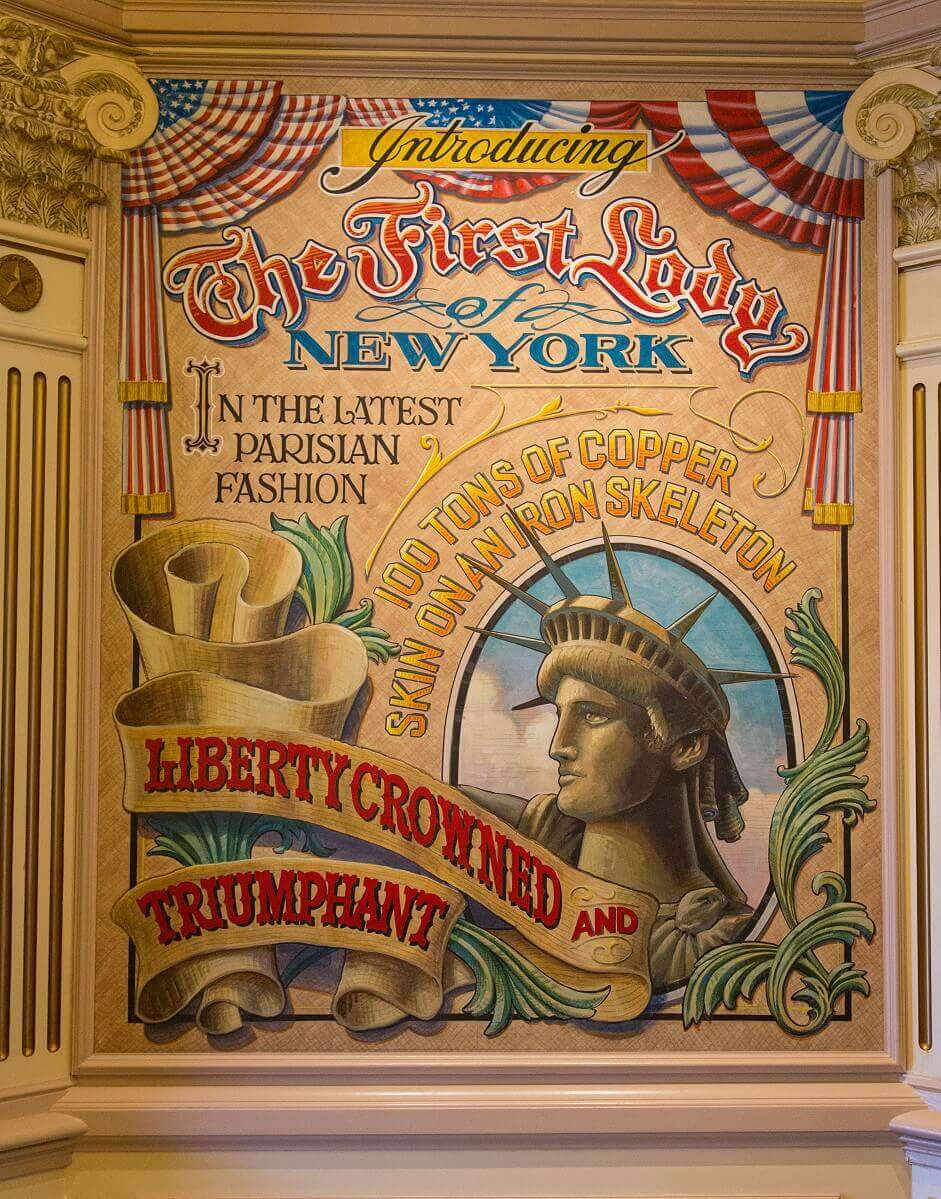 Introducing
The First Lady
of
NEW YORK
IN THE LATEST
PARISIAN
FASHION
100 TONS OF COPPER
SKIN ON AN IRON SKELETON
LIBERTY CROWNED AND
TRIUMPHANT